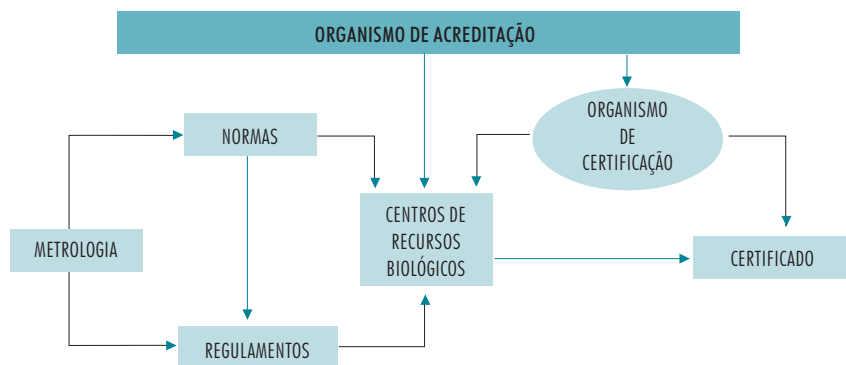 ORGANISMO DE ACREDITAÇÃO
ORGANISMO
DE
CERTIFICAÇÃO
NORMAS
CENTROS DE
RECURSOS
BIOLÓGICOS
METROLOGIA
CERTIFICADO
REGULAMENTOS